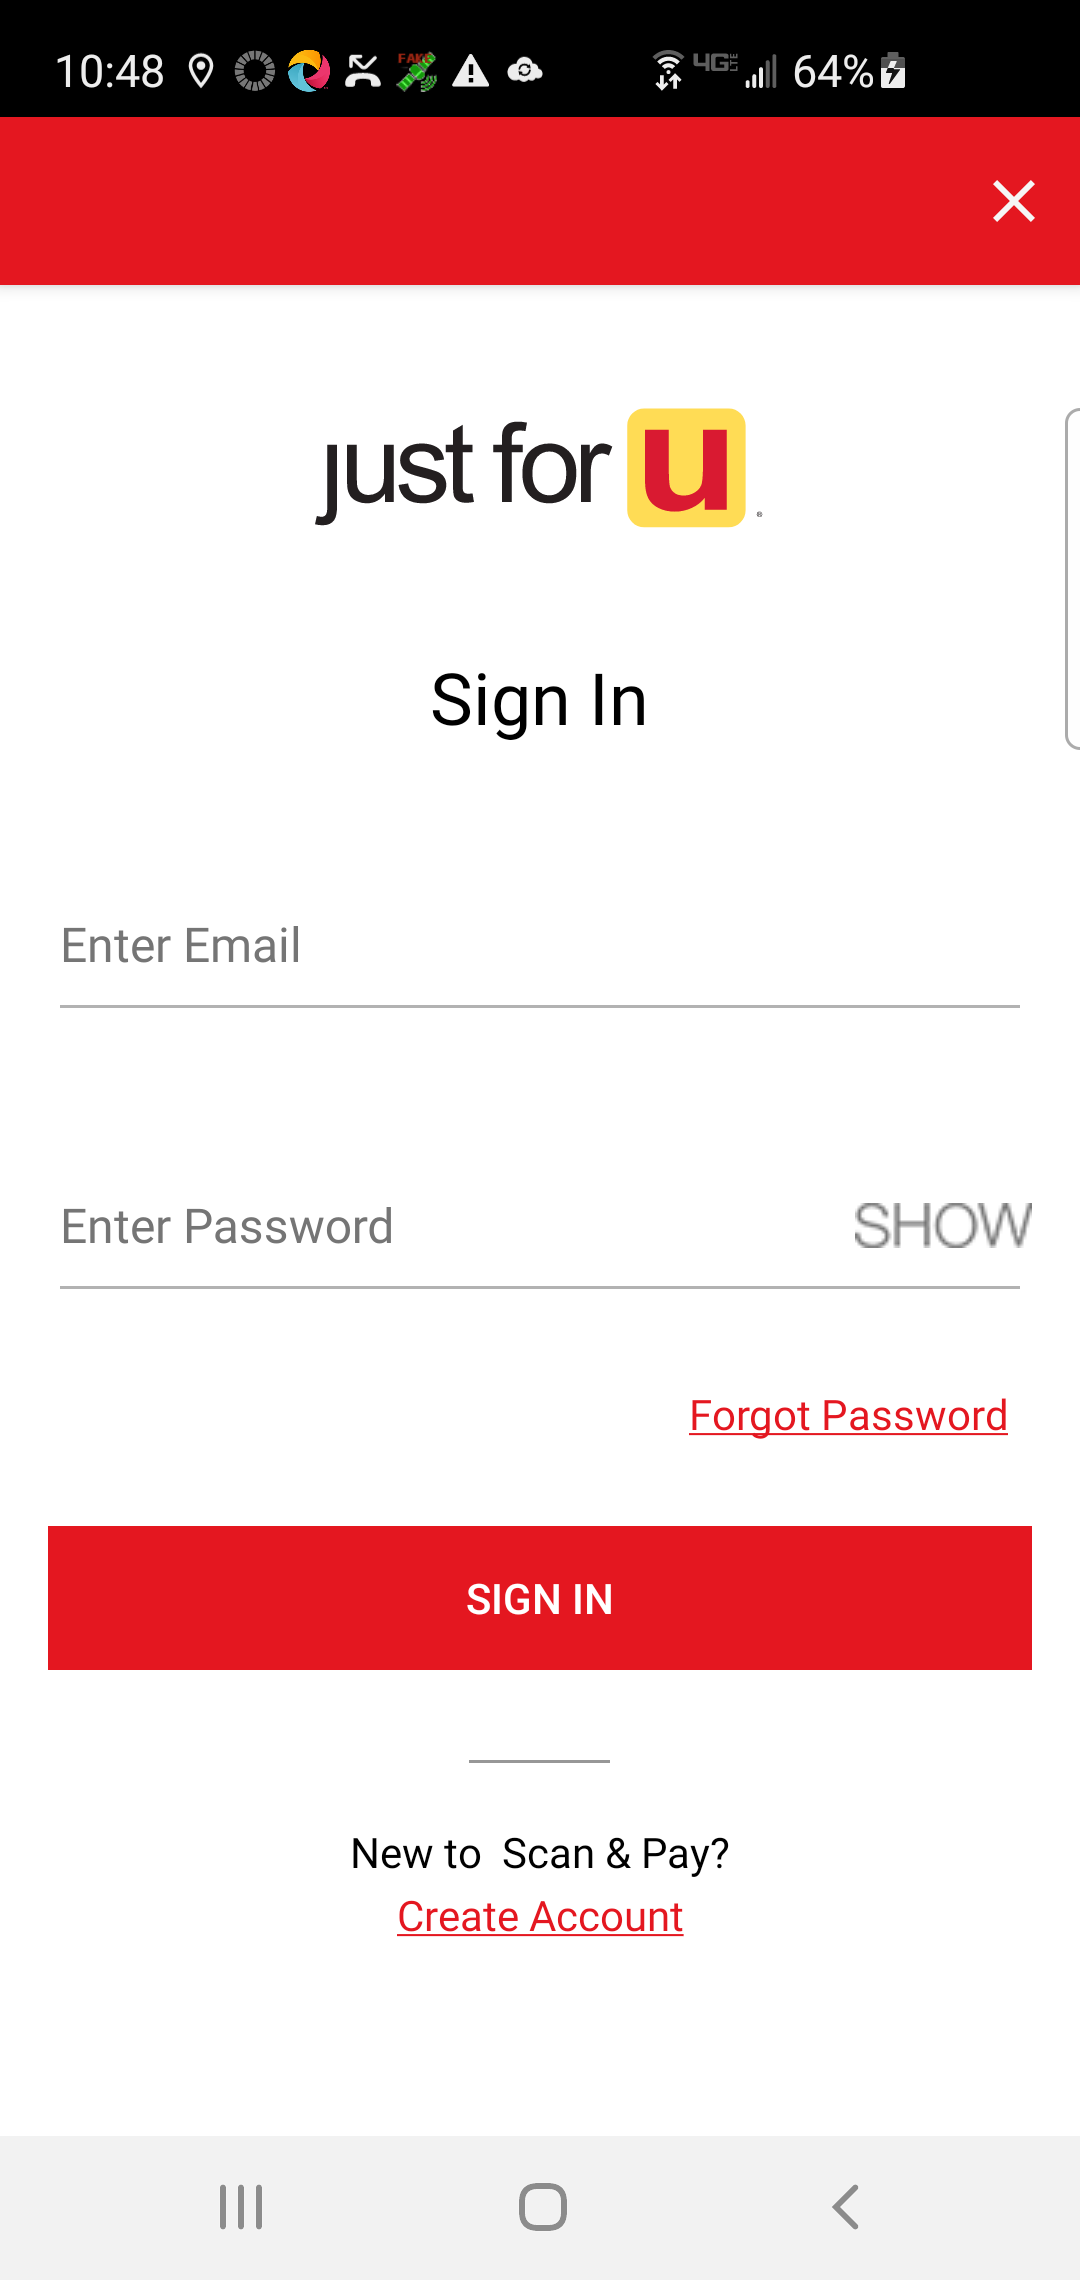 10:48 FAKE 4G LTE 64%
just for u ®
Sign In
Enter Email
Enter Password SHOW
Forgot Password
SIGN IN
New to Scan & Pay?
Create Account